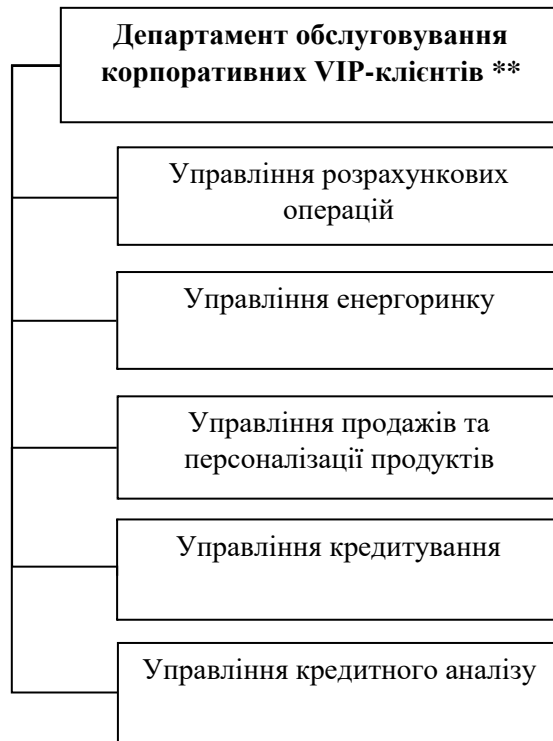 Департамент обслуговування
корпоративних VIP-клієнтів **
Управління розрахункових
операцій
Управління енергоринку
Управління продажів та
персоналізації продуктів
Управління кредитування
Управління кредитного аналізу